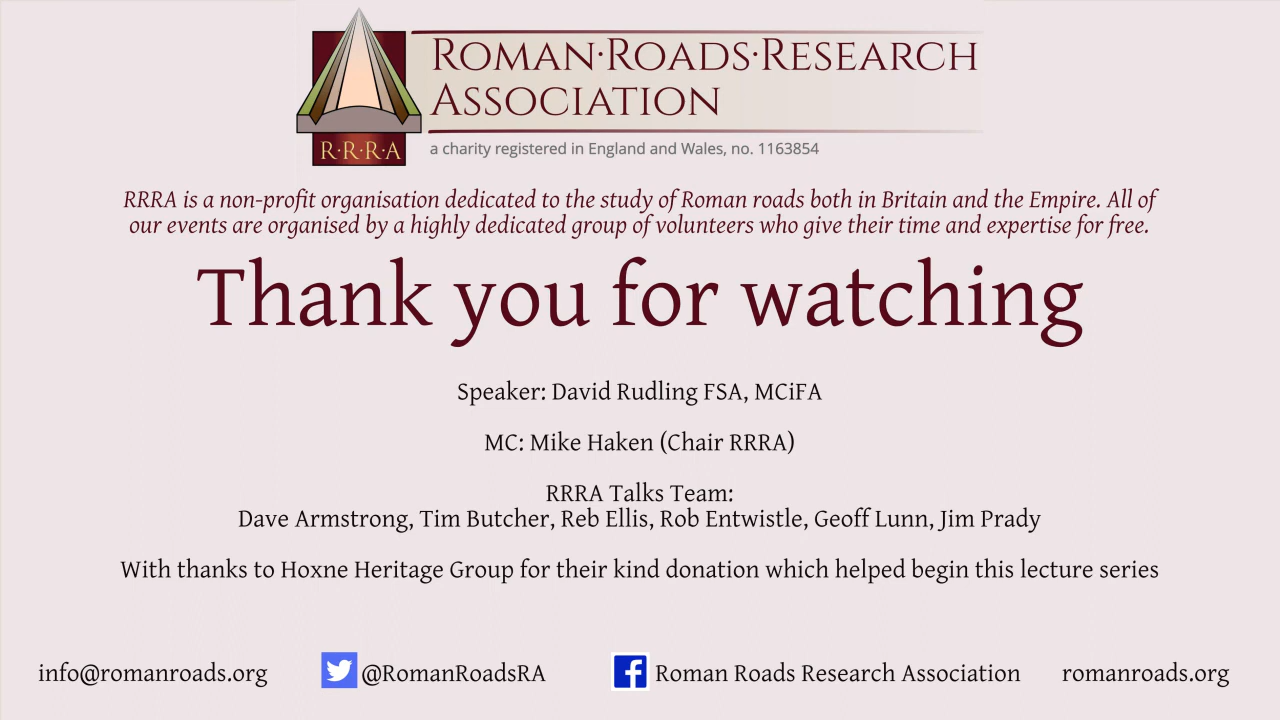 ROMAN·ROADS·RESEARCH
ASSOCIATION
R·R·R·A
a charity registered in England and Wales, no. 1163854
RRRA is a non-profit organisation dedicated to the study of Roman roads both in Britain and the Empire. All of
our events are organised by a highly dedicated group of volunteers who give their time and expertise for free.
Thank you for watching
Speaker: David Rudling FSA, MCiFA
MC: Mike Haken (Chair RRRA)
RRRA Talks Team:
Dave Armstrong, Tim Butcher, Reb Ellis, Rob Entwistle, Geoff Lunn, Jim Prady
With thanks to Hoxne Heritage Group for their kind donation which helped begin this lecture series
info@romanroads.org @RomanRoadsRA Roman Roads Research Association romanroads.org